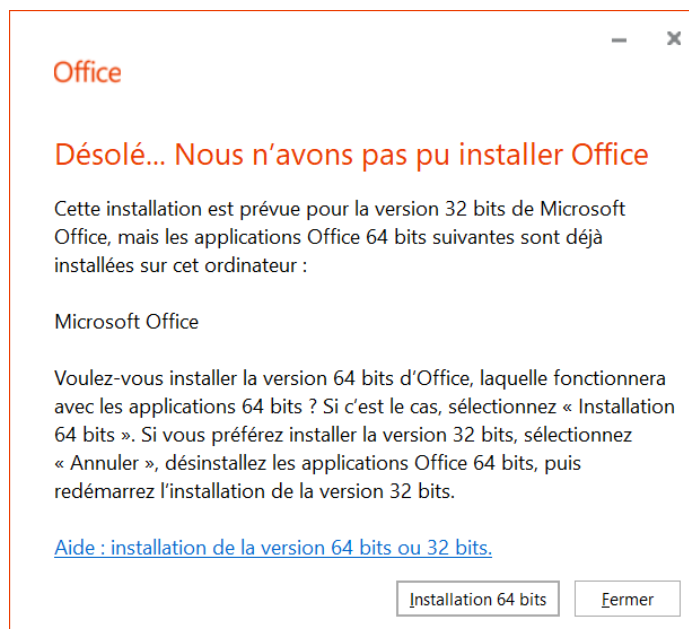 Office
Désolé... Nous n’avons pas pu installer Office
Cette installation est prévue pour la version 32 bits de Microsoft
Office, mais les applications Office 64 bits suivantes sont déjà
installées sur cet ordinateur :
Microsoft Office
Voulez-vous installer la version 64 bits d’Office, laquelle fonctionnera
avec les applications 64 bits ? Si c’est le cas, sélectionnez « Installation
64 bits ». Si vous préférez installer la version 32 bits, sélectionnez
« Annuler », désinstallez les applications Office 64 bits, puis
redémarrez l’installation de la version 32 bits.
Aide : installation de la version 64 bits ou 32 bits.
Installation 64 bits Fermer